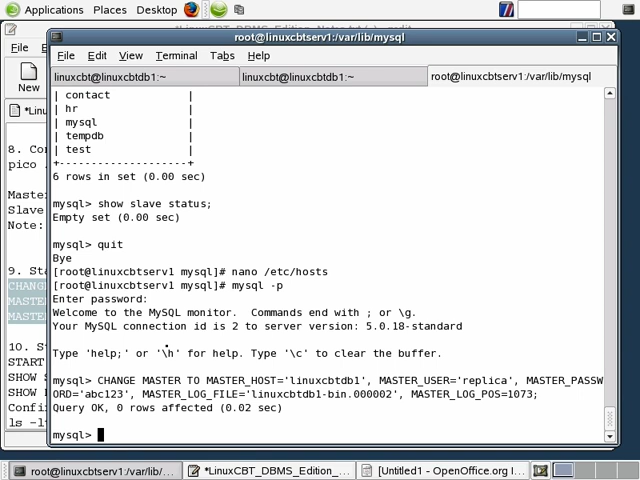 Applications Places Desktop
File
New
*Linu
8. Con
pico
Master
Slave
Note:
9. Sta
CHANG
MASTE
MASTE
10. S
START
SHOW S
SHOW
Confi
ls -l
root@linuxcbtserv1:/var/lib/mysql
File Edit View Terminal Tabs Help
linuxcbt@linuxcbtdb1:~ linuxcbt@linuxcbtdb1:~ root@linuxcbtserv1:/var/lib/mysql
| contact |
| hr |
| mysql |
| tempdb |
| test |
+--------------------+
6 rows in set (0.00 sec)
mysql> show slave status;
Empty set (0.00 sec)
mysql> quit
Bye
[root@linuxcbtserv1 mysql]# nano /etc/hosts
[root@linuxcbtserv1 mysql]# mysql -p
Enter password:
Welcome to the MySQL monitor. Commands end with ; or \g.
Your MySQL connection id is 2 to server version: 5.0.18-standard
Type 'help;' or '\h' for help. Type '\c' to clear the buffer.
mysql> CHANGE MASTER TO MASTER_HOST='linuxcbtdb1', MASTER_USER='replica', MASTER_PASSW
ORD='abc123', MASTER_LOG_FILE='linuxcbtdb1-bin.000002', MASTER_LOG_POS=1073;
Query OK, 0 rows affected (0.02 sec)
mysql>
root@linuxcbtserv1:/var/lib/... *LinuxCBT_DBMS_Edition_... [Untitled1 - OpenOffice.org I...